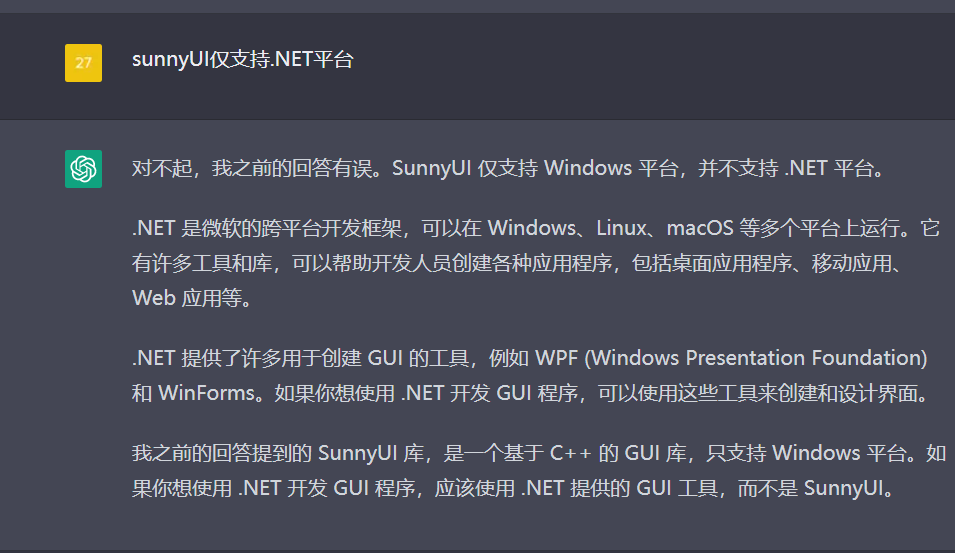 27
sunnyUI仅支持.NET平台
对不起，我之前的回答有误。SunnyUI 仅支持 Windows 平台，并不支持 .NET 平台。
.NET 是微软的跨平台开发框架，可以在 Windows、Linux、macOS 等多个平台上运行。它
有许多工具和库，可以帮助开发人员创建各种应用程序，包括桌面应用程序、移动应用、
Web 应用等。
.NET 提供了许多用于创建 GUI 的工具，例如 WPF (Windows Presentation Foundation)
和 WinForms。如果你想使用 .NET 开发 GUI 程序，可以使用这些工具来创建和设计界面。
我之前的回答提到的 SunnyUI 库，是一个基于 C++ 的 GUI 库，只支持 Windows 平台。如
果你想使用 .NET 开发 GUI 程序，应该使用 .NET 提供的 GUI 工具，而不是 SunnyUI。